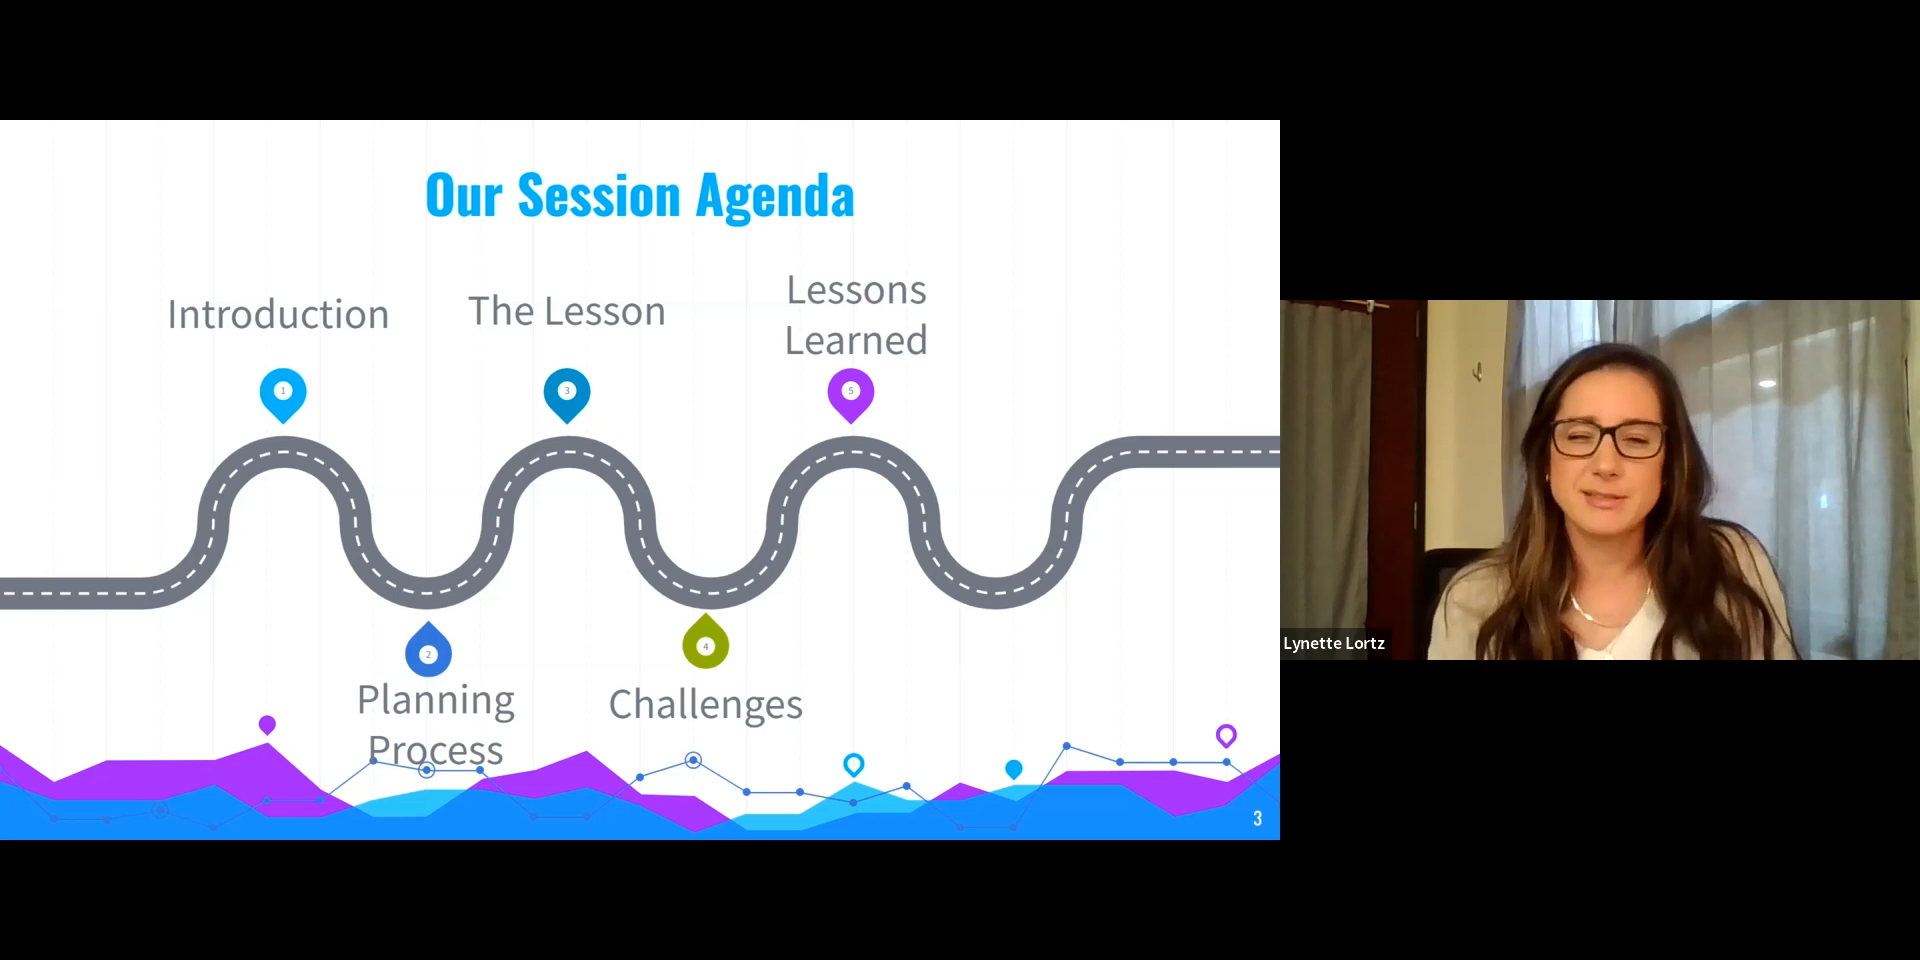 Our Session Agenda
Introduction
The Lesson
Lessons
Learned
1
3
5
2
4
Planning
Process
Challenges
3
Lynette Lortz